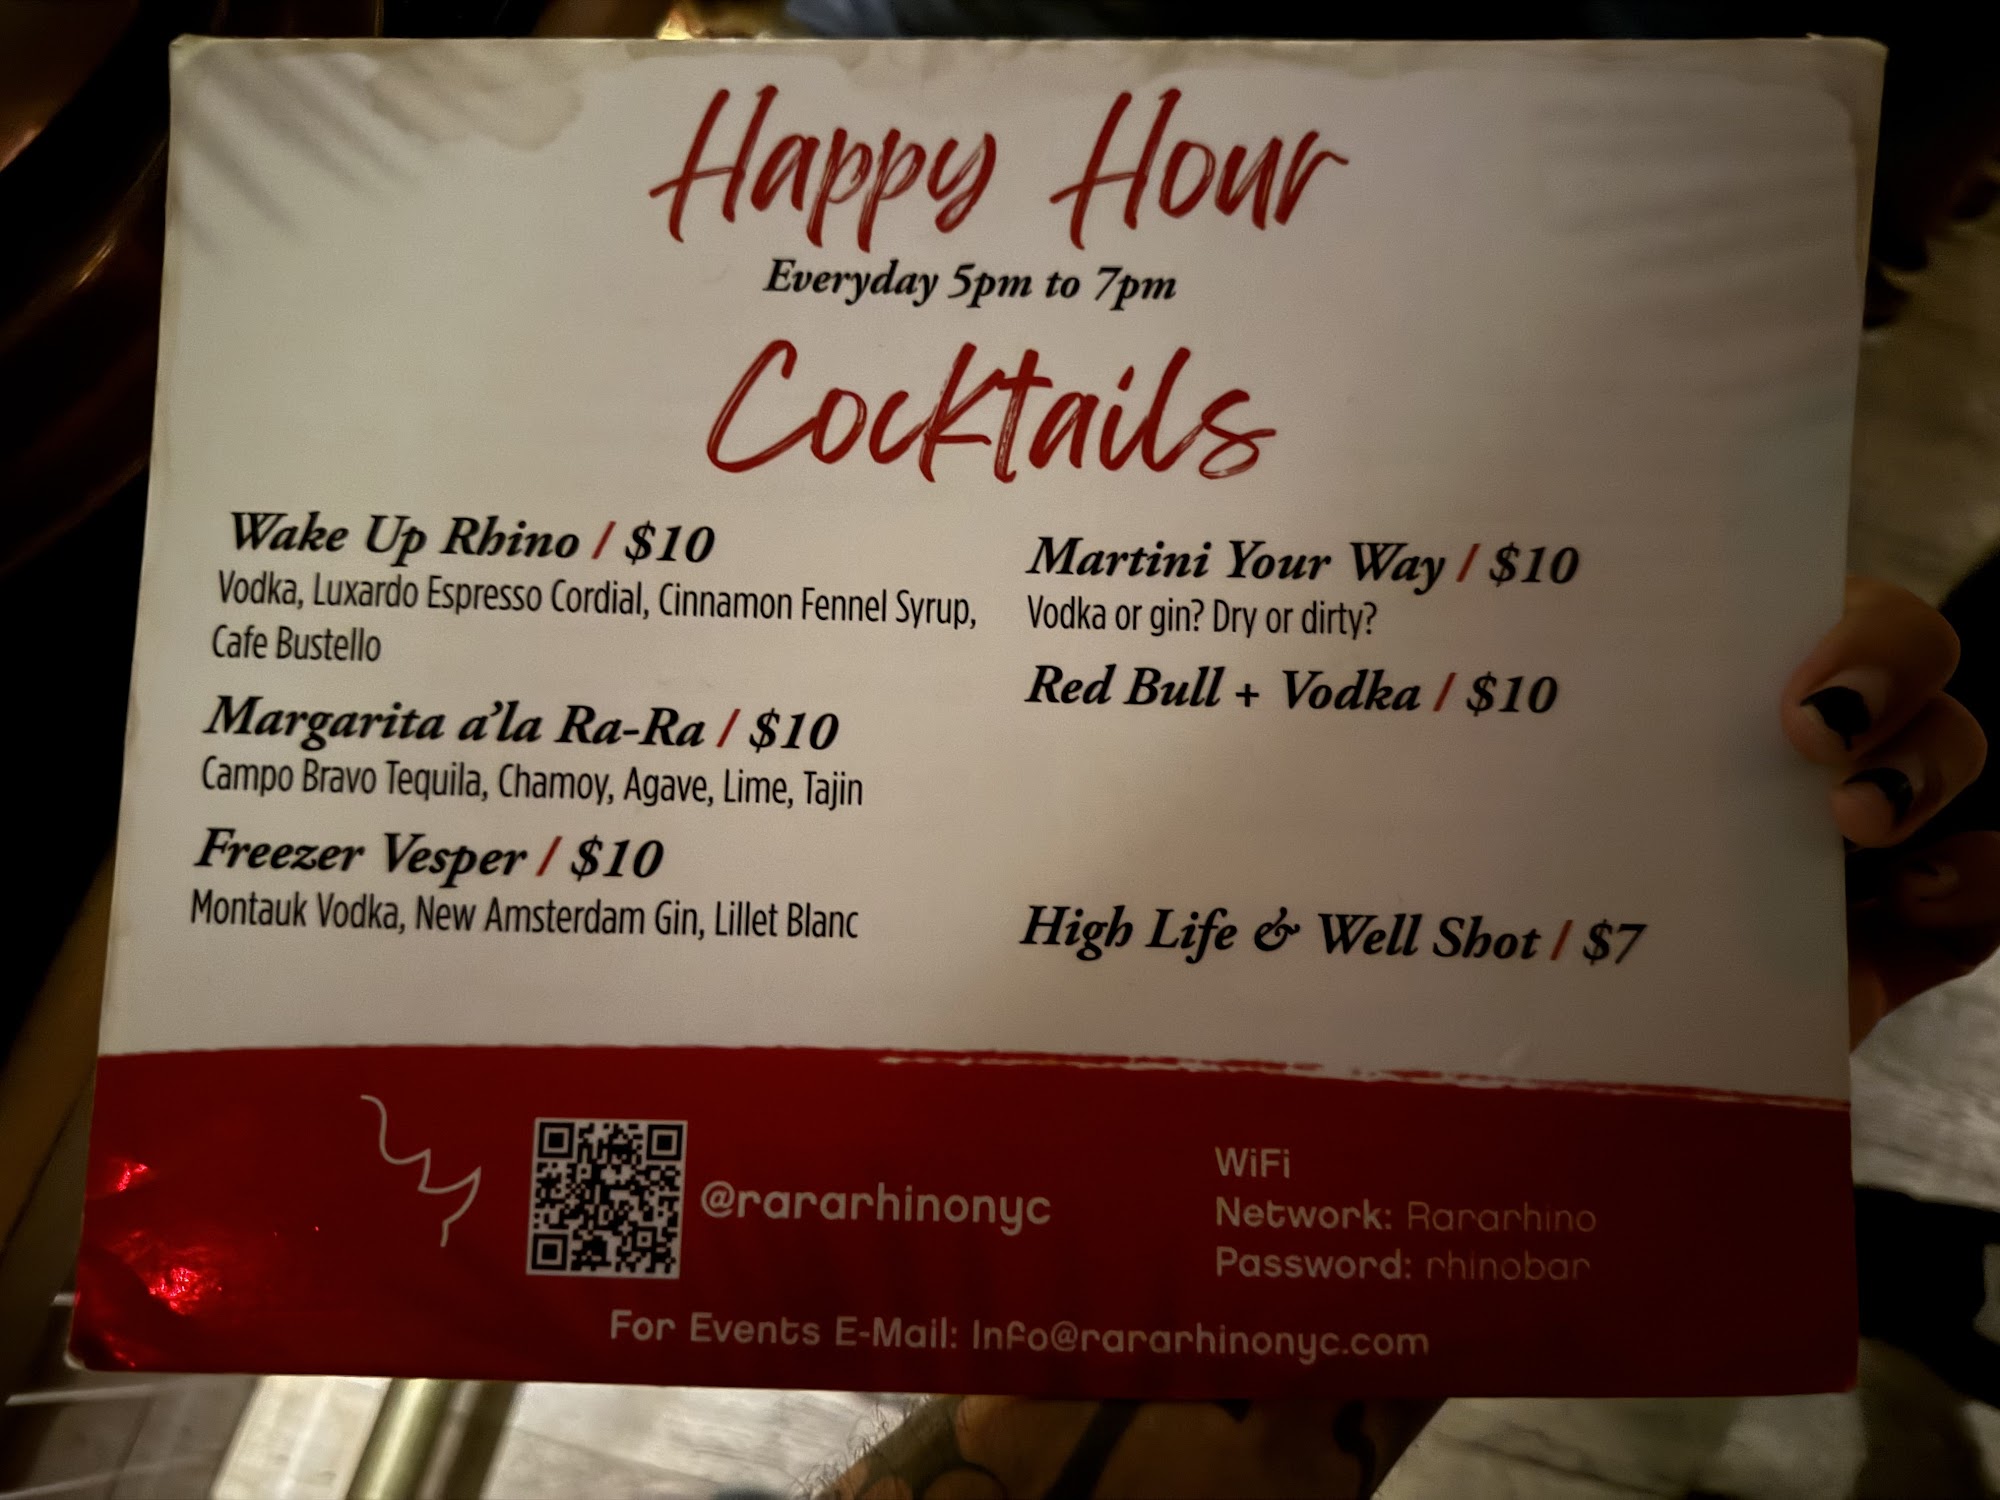 Happy Hour
Everyday 5pm to 7pm
Cocktails
Wake Up Rhino / $10
Vodka, Luxardo Espresso Cordial, Cinnamon Fennel Syrup,
Cafe Bustello
Margarita a'la Ra-Ra / $10
Campo Bravo Tequila, Chamoy, Agave, Lime, Tajin
Freezer Vesper / $10
Montauk Vodka, New Amsterdam Gin, Lillet Blanc
Martini Your Way / $10
Vodka or gin? Dry or dirty?
Red Bull + Vodka / $10
High Life & Well Shot / $7
@rararhinonyc
WiFi
Network: Rararhino
Password: rhinobar
For Events E-Mail: Info@rararhinonyc.com